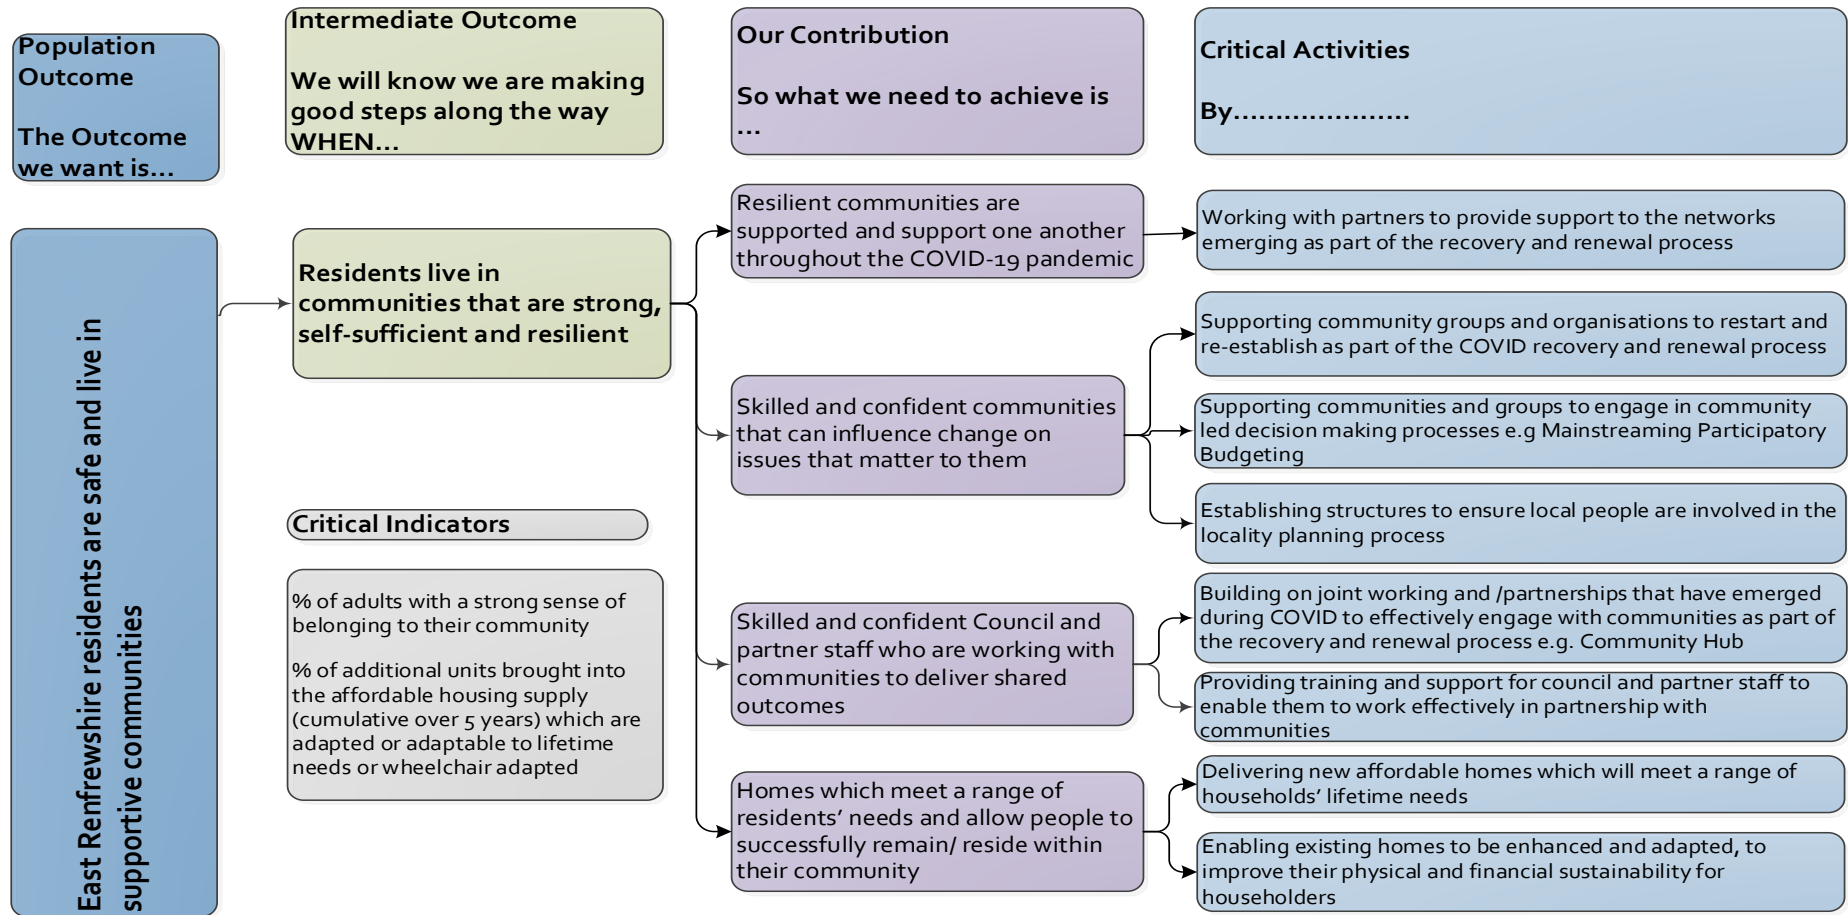 Population
Outcome
The Outcome
we want is...
Intermediate Outcome
We will know we are making
good steps along the way
WHEN...
Our Contribution
So what we need to achieve is
...
Critical Activities
By.....................
East Renfrewshire residents are safe and live in
supportive communities
Residents live in
communities that are strong,
self-sufficient and resilient
Critical Indicators
% of adults with a strong sense of
belonging to their community
% of additional units brought into
the affordable housing supply
(cumulative over 5 years) which are
adapted or adaptable to lifetime
needs or wheelchair adapted
Resilient communities are
supported and support one another
throughout the COVID-19 pandemic
Working with partners to provide support to the networks
emerging as part of the recovery and renewal process
Skilled and confident communities
that can influence change on
issues that matter to them
Supporting community groups and organisations to restart and
re-establish as part of the COVID recovery and renewal process
Supporting communities and groups to engage in community
led decision making processes e.g Mainstreaming Participatory
Budgeting
Establishing structures to ensure local people are involved in the
locality planning process
Skilled and confident Council and
partner staff who are working with
communities to deliver shared
outcomes
Building on joint working and /partnerships that have emerged
during COVID to effectively engage with communities as part of
the recovery and renewal process e.g. Community Hub
Providing training and support for council and partner staff to
enable them to work effectively in partnership with
communities
Homes which meet a range of
residents' needs and allow people to
successfully remain/ reside within
their community
Delivering new affordable homes which will meet a range of
households' lifetime needs
Enabling existing homes to be enhanced and adapted, to
improve their physical and financial sustainability for
householders